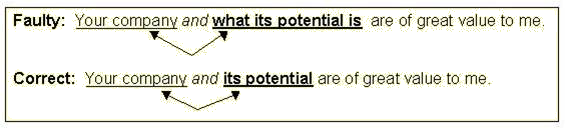 Faulty: Your company and what its potential is are of great value to me.
Correct: Your company and its potential are of great value to me.